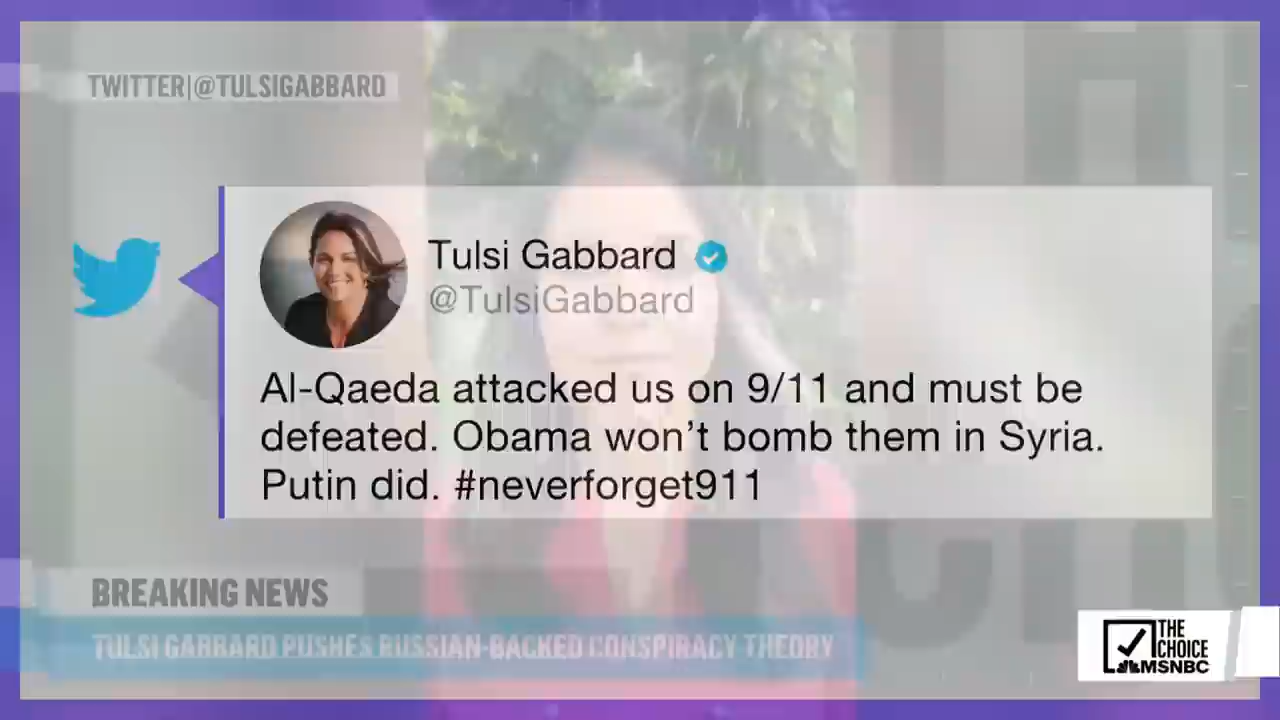 TWITTER|@TULSIGABBARD
Tulsi Gabbard
@TulsiGabbard
Al-Qaeda attacked us on 9/11 and must be
defeated. Obama won’t bomb them in Syria.
Putin did. #neverforget911
BREAKING NEWS
TULSI GABBARD PUSHES RUSSIAN-BACKED CONSPIRACY THEORY
THE
CHOICE
MSNBC